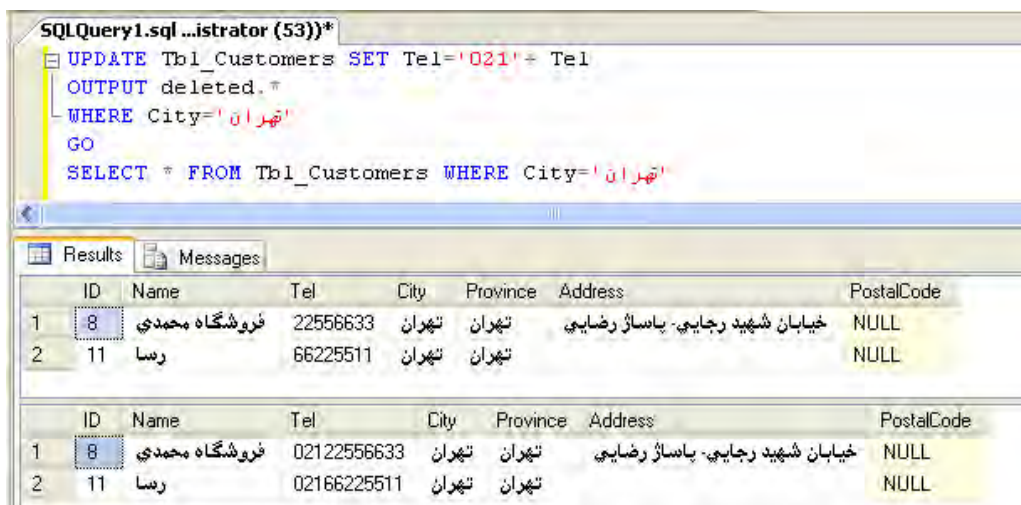 SQLQuery1.sql ...istrator (53))*
UPDATE Tbl_Customers SET Tel='021'+ Tel
OUTPUT deleted.*
WHERE City='تهران'
GO
SELECT * FROM Tbl_Customers WHERE City='تهران'
Results Messages
ID Name Tel City Province Address PostalCode
1 8 فروشگاه محمدي 22556633 تهران تهران خيابان شهيد رجايي- پاساژ رضايي NULL
2 11 رسا 66225511 تهران تهران NULL
ID Name Tel City Province Address PostalCode
1 8 فروشگاه محمدي 02122556633 تهران تهران خيابان شهيد رجايي- پاساژ رضايي NULL
2 11 رسا 02166225511 تهران تهران NULL